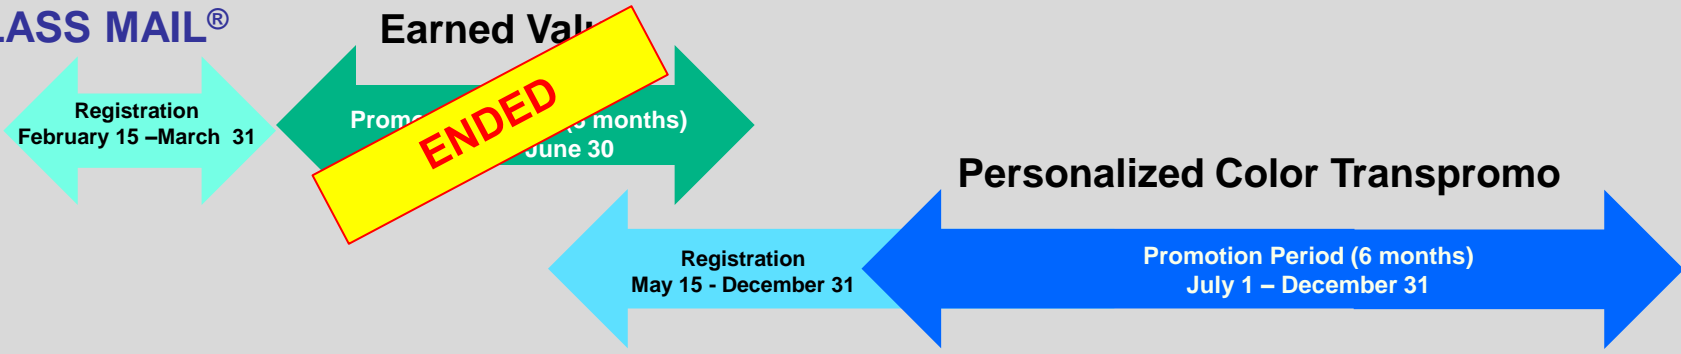 LASS MAIL®
Earned Val
Registration
February 15 –March 31
Prom
months)
June 30
ENDED
Personalized Color Transpromo
Registration
May 15 - December 31
Promotion Period (6 months)
July 1 – December 31